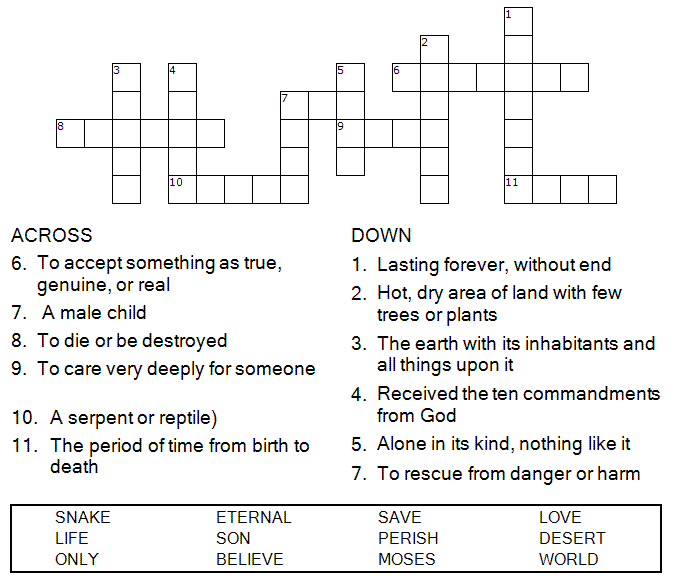 1
2
3 4 5 6
7
8 9
10 11
ACROSS
6. To accept something as true,
genuine, or real
7. A male child
8. To die or be destroyed
9. To care very deeply for someone
10. A serpent or reptile)
11. The period of time from birth to
death
DOWN
1. Lasting forever, without end
2. Hot, dry area of land with few
trees or plants
3. The earth with its inhabitants and
all things upon it
4. Received the ten commandments
from God
5. Alone in its kind, nothing like it
7. To rescue from danger or harm
SNAKE ETERNAL SAVE LOVE
LIFE SON PERISH DESERT
ONLY BELIEVE MOSES WORLD